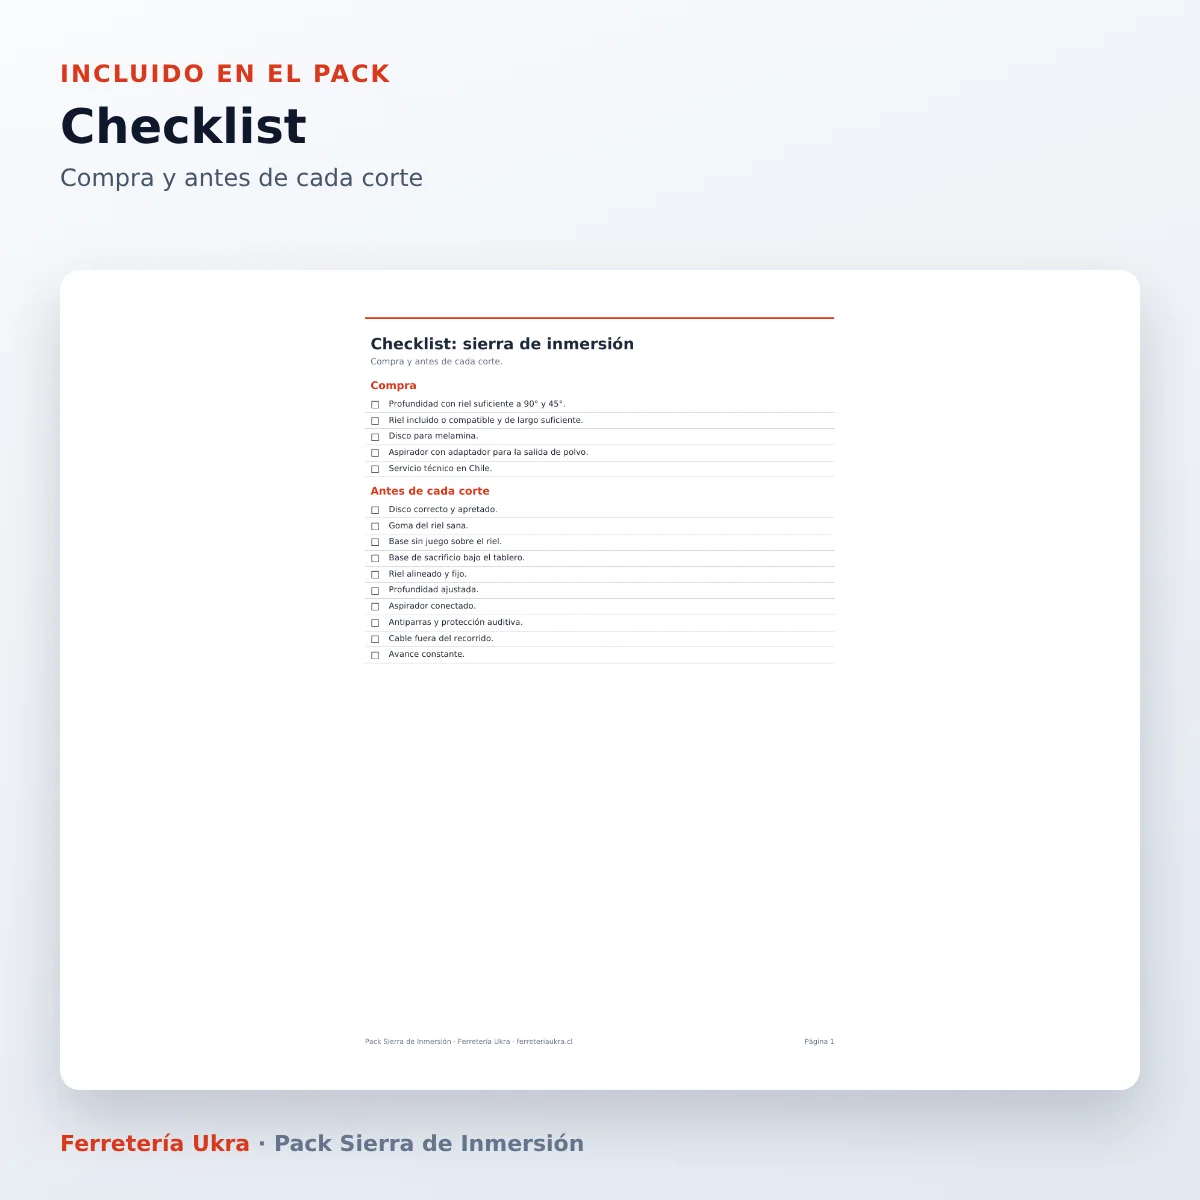 INCLUIDO EN EL PACK
Checklist
Compra y antes de cada corte
Checklist: sierra de inmersión
Compra y antes de cada corte.
Compra
Profundidad con riel suficiente a 90° y 45°.
Riel incluido o compatible y de largo suficiente.
Disco para melamina.
Aspirador con adaptador para la salida de polvo.
Servicio técnico en Chile.
Antes de cada corte
Disco correcto y apretado.
Goma del riel sana.
Base sin juego sobre el riel.
Base de sacrificio bajo el tablero.
Riel alineado y fijo.
Profundidad ajustada.
Aspirador conectado.
Antiparras y protección auditiva.
Cable fuera del recorrido.
Avance constante.
Pack Sierra de Inmersión · Ferretería Ukra · ferreteriaukra.cl Página 1
Ferretería Ukra · Pack Sierra de Inmersión